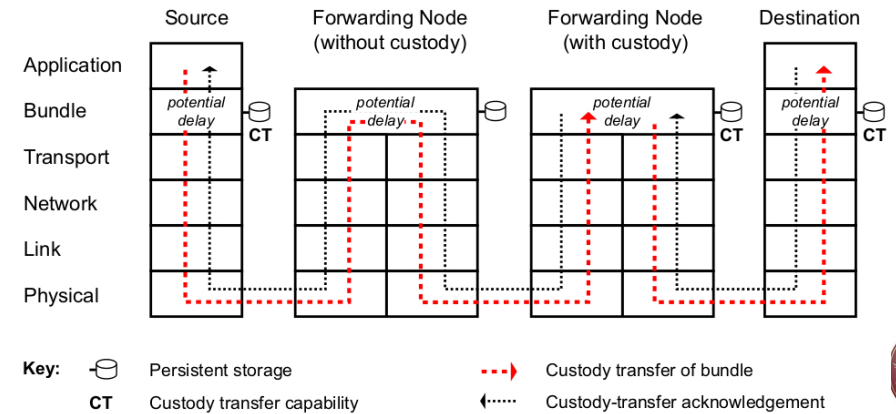 Source
Forwarding Node
(without custody)
Forwarding Node
(with custody)
Destination
Application
Bundle
potential
delay
CT
potential
delay
potential
delay
CT
potential
delay
CT
Transport
Network
Link
Physical
Key:
Persistent storage
Custody transfer of bundle
CT
Custody transfer capability
Custody-transfer acknowledgement